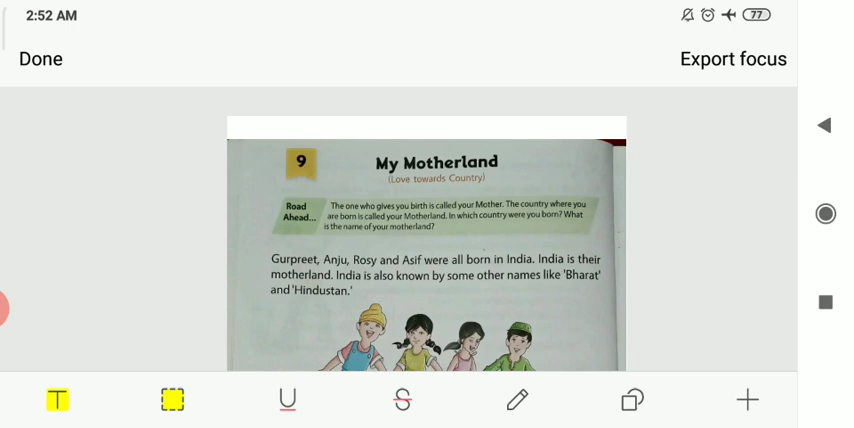 2:52 AM
77
Done
Export focus
9
My Motherland
(Love towards Country)
Road
Ahead...
The one who gives you birth is called your Mother. The country where you
are born is called your Motherland. In which country were you born? What
is the name of your motherland?
Gurpreet, Anju, Rosy and Asif were all born in India. India is their
motherland. India is also known by some other names like 'Bharat'
and 'Hindustan.'
T
U
S